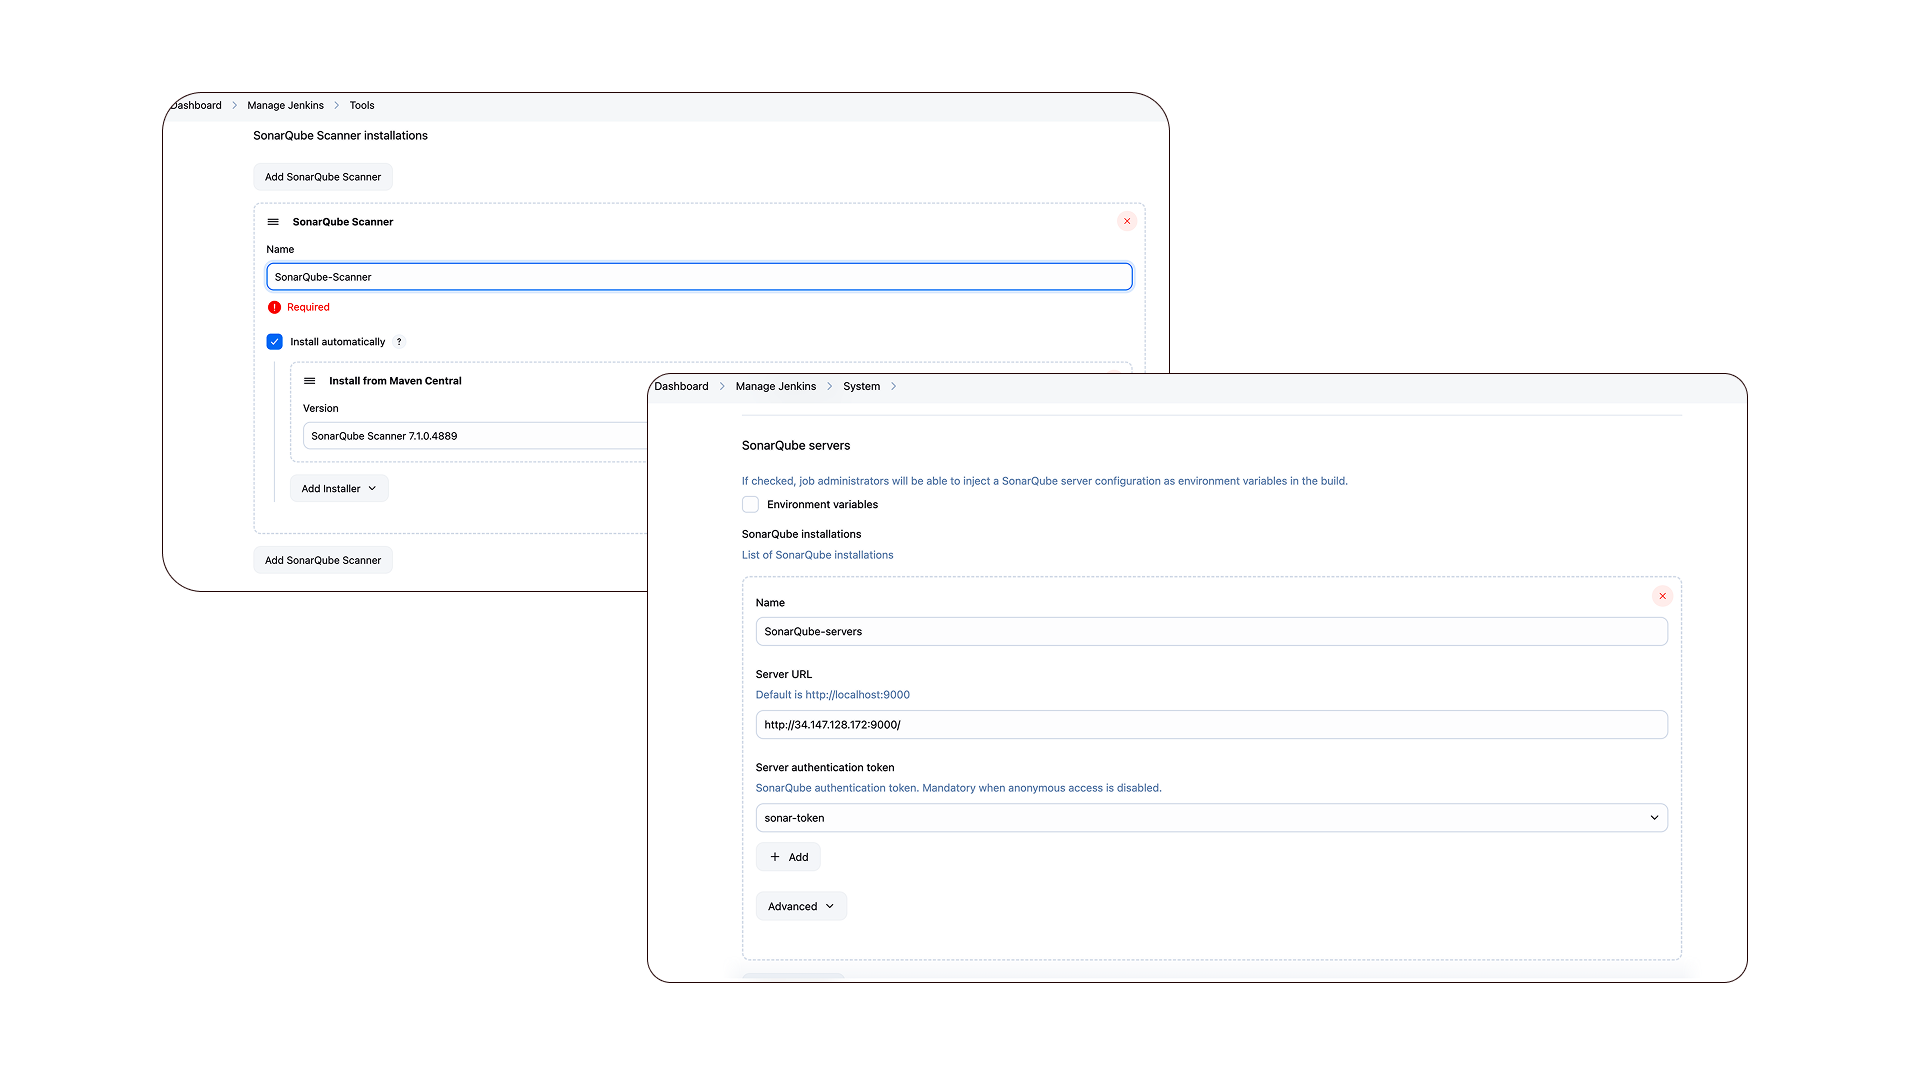 Dashboard > Manage Jenkins > Tools
SonarQube Scanner installations
Add SonarQube Scanner
SonarQube Scanner
Name
SonarQube-Scanner
! Required
Install automatically ?
Install from Maven Central
Version
SonarQube Scanner 7.1.0.4889
Add Installer
Add SonarQube Scanner
Dashboard > Manage Jenkins > System >
SonarQube servers
If checked, job administrators will be able to inject a SonarQube server configuration as environment variables in the build.
Environment variables
SonarQube installations
List of SonarQube installations
Name
SonarQube-servers
Server URL
Default is http://localhost:9000
http://34.147.128.172:9000/
Server authentication token
SonarQube authentication token. Mandatory when anonymous access is disabled.
sonar-token
+ Add
Advanced